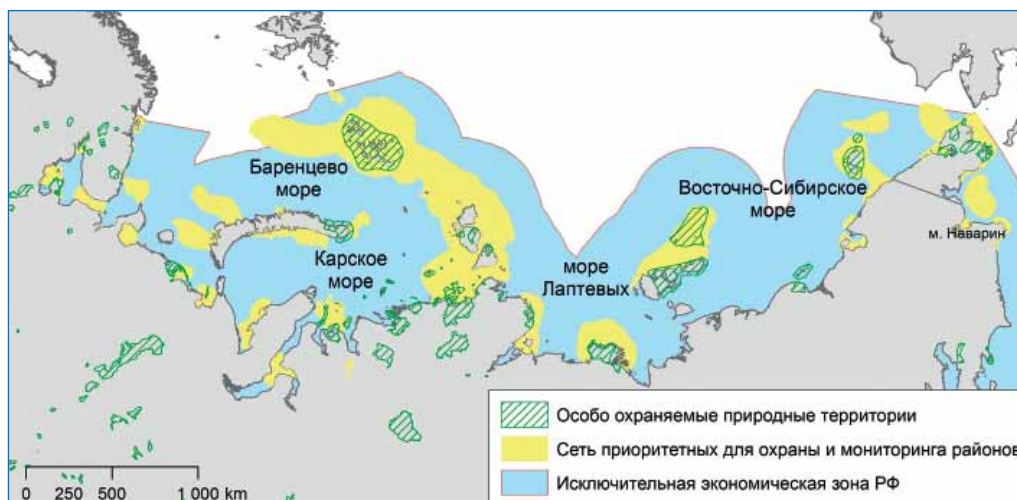 Баренцево
море
Карское
море
море
Лаптевых
Восточно-Сибирское
море
м. Наварин
Особо охраняемые природные территории
Сеть приоритетных для охраны и мониторинга районов
Исключительная экономическая зона РФ
0 250 500 1 000 km